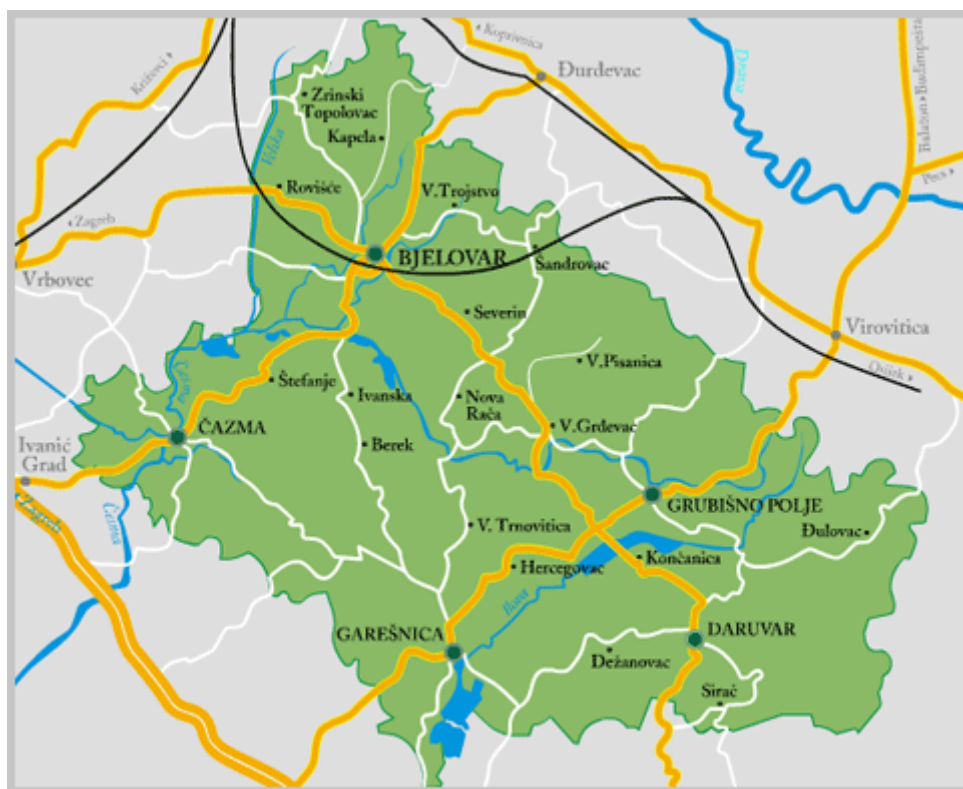 Koprivnica
Križevci
Drava
Balaton
Budimpešta
Đurđevac
Zrinski
Topolovac
Kapela
Velika
Pecs
Rovišće
V.Trojstvo
Zagreb
BJELOVAR
Šandrovac
Vrbovec
Severin
Virovitica
V.Pisanica
Osijek
Česma
Štefanje
Ivanska
Nova
Rača
ČAZMA
V.Grđevac
Berek
Ivanić
Grad
GRUBIŠNO POLJE
Zagreb
Česma
V. Trnovitica
Đulovac
Končanica
Hercegovac
Ilova
GAREŠNICA
DARUVAR
Dežanovac
Sirač